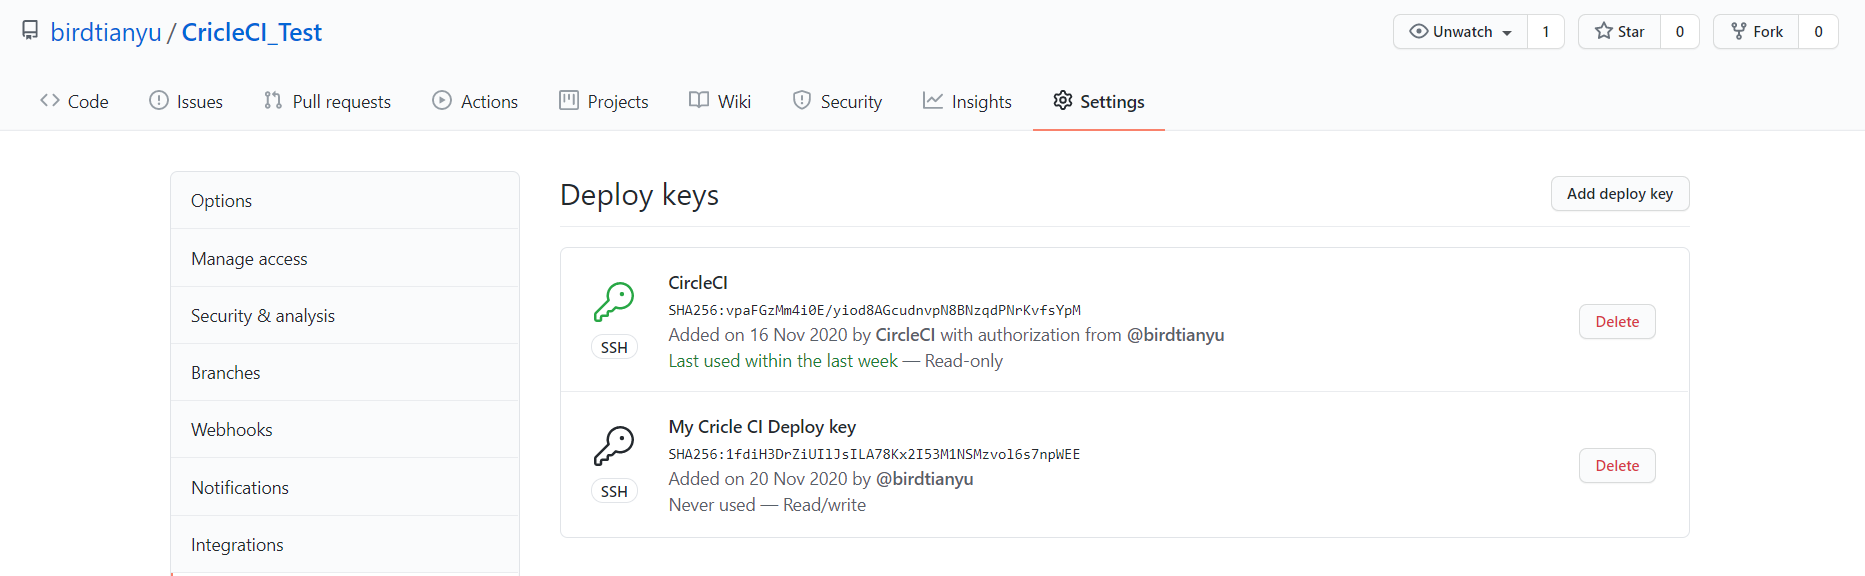 birdtianyu / CricleCI_Test
Unwatch 1 Star 0 Fork 0
Code Issues Pull requests Actions Projects Wiki Security Insights Settings
Options
Manage access
Security & analysis
Branches
Webhooks
Notifications
Integrations
Deploy keys
Add deploy key
CircleCI
SHA256:vpaFGzMm4i0E/yiod8AGcudnvpN8BNzqdPNrKvfsYpM
Added on 16 Nov 2020 by CircleCI with authorization from @birdtianyu
Last used within the last week — Read-only
SSH
Delete
My Cricle CI Deploy key
SHA256:1fdiH3DrZiUIlJsILA78Kx2I53M1NSMzvol6s7npWEE
Added on 20 Nov 2020 by @birdtianyu
Never used — Read/write
SSH
Delete